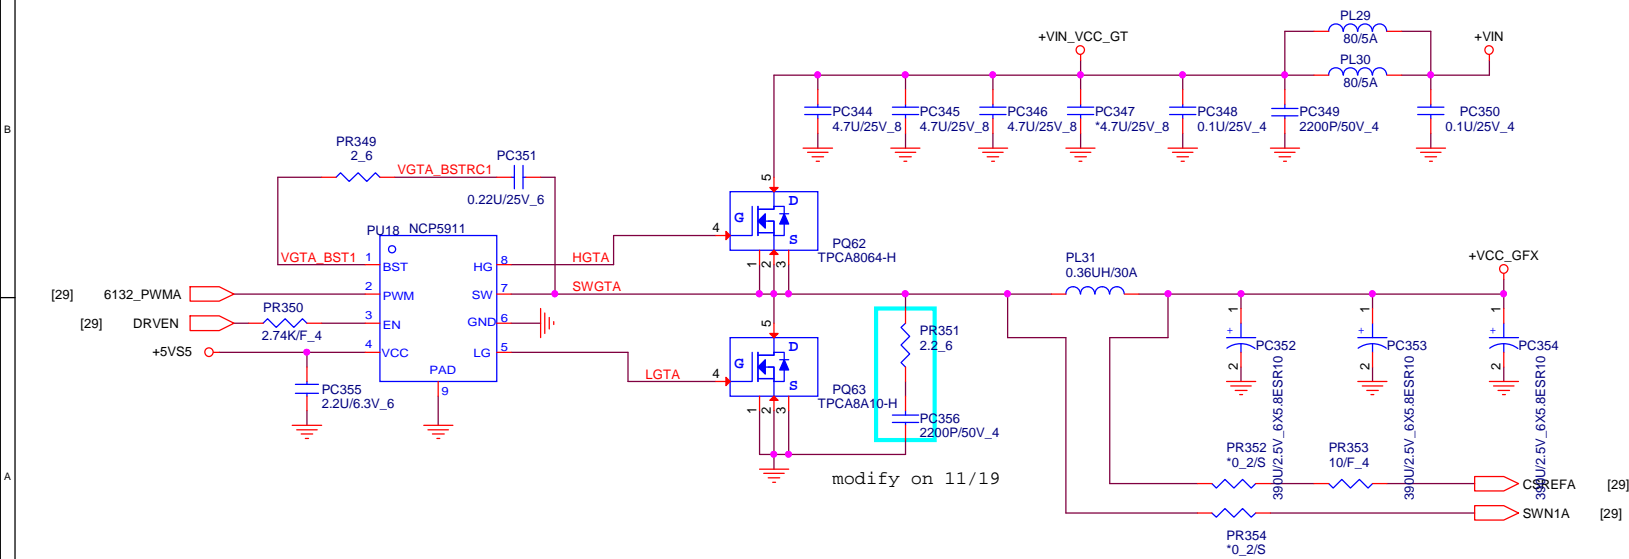 PL29
80/5A
+VIN_VCC_GT
+VIN
PL30
80/5A
B
PC344
4.7U/25V_8
PC345
4.7U/25V_8
PC346
4.7U/25V_8
PC347
*4.7U/25V_8
PC348
0.1U/25V_4
PC349
2200P/50V_4
PC350
0.1U/25V_4
PR349
2_6
VGTA_BSTRC1
PC351
0.22U/25V_6
5
D
G
S
4
1
2
3
PQ62
TPCA8064-H
PU18
NCP5911
VGTA_BST1
1
BST
HG
8
HGTA
[29]
6132_PWMA
2
PWM
SW
7
SWGTA
[29]
DRVEN
PR350
2.74K/F_4
3
EN
GND
6
+5VS5
4
VCC
LG
5
LGTA
PAD
9
PC355
2.2U/6.3V_6
5
D
G
S
4
1
2
3
PQ63
TPCA8A10-H
PR351
2.2_6
PC356
2200P/50V_4
modify on 11/19
PL31
0.36UH/30A
+VCC_GFX
1
+
2
PC352
390U/2.5V_6X5.8ESR10
1
+
2
PC353
390U/2.5V_6X5.8ESR10
1
+
2
PC354
390U/2.5V_6X5.8ESR10
A
PR352
*0_2/S
PR353
10/F_4
CSREFA
[29]
SWN1A
[29]
PR354
*0_2/S